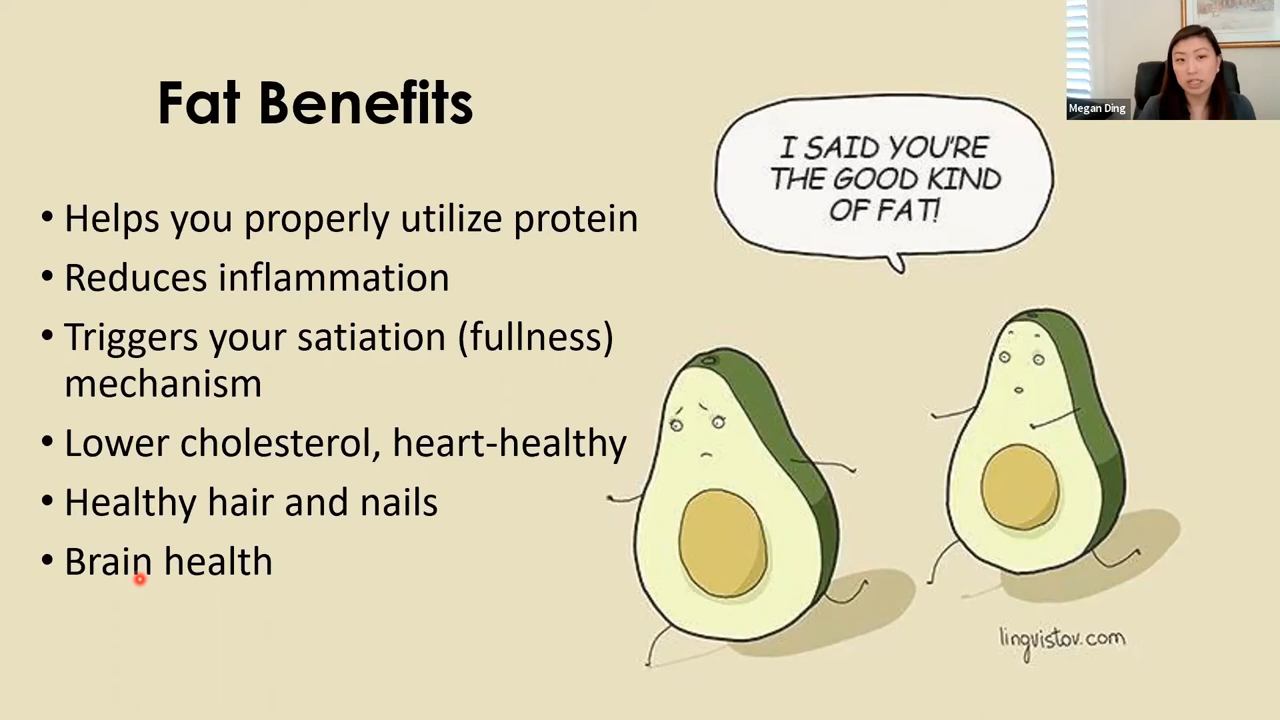 Fat Benefits
• Helps you properly utilize protein
• Reduces inflammation
• Triggers your satiation (fullness)
mechanism
• Lower cholesterol, heart-healthy
• Healthy hair and nails
• Brain health
I SAID YOU'RE
THE GOOD KIND
OF FAT!
lingvistov.com
Megan Ding